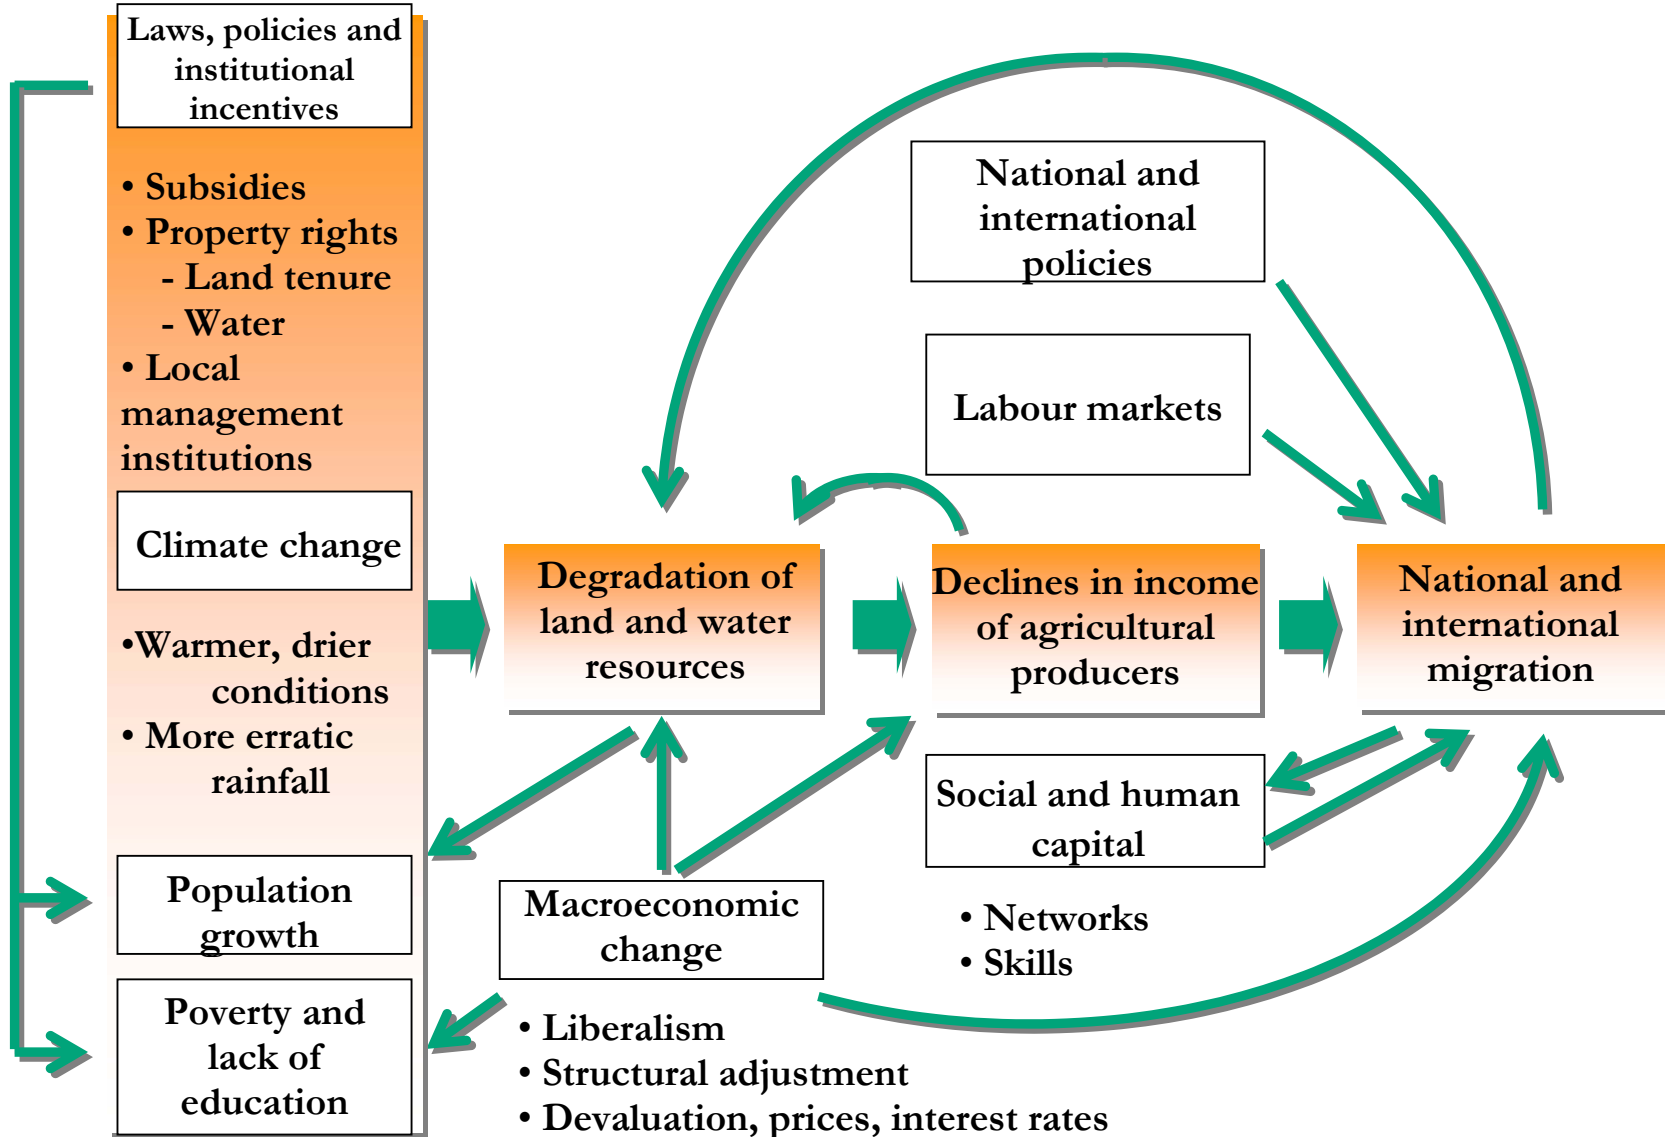 Laws, policies and
institutional
incentives
• Subsidies
• Property rights
- Land tenure
- Water
• Local
management
institutions
Climate change
•Warmer, drier
conditions
• More erratic
rainfall
Population
growth
Poverty and
lack of
education
Degradation of
land and water
resources
Macroeconomic
change
• Liberalism
• Structural adjustment
• Devaluation, prices, interest rates
National and
international
policies
Labour markets
Declines in income
of agricultural
producers
Social and human
capital
• Networks
• Skills
National and
international
migration